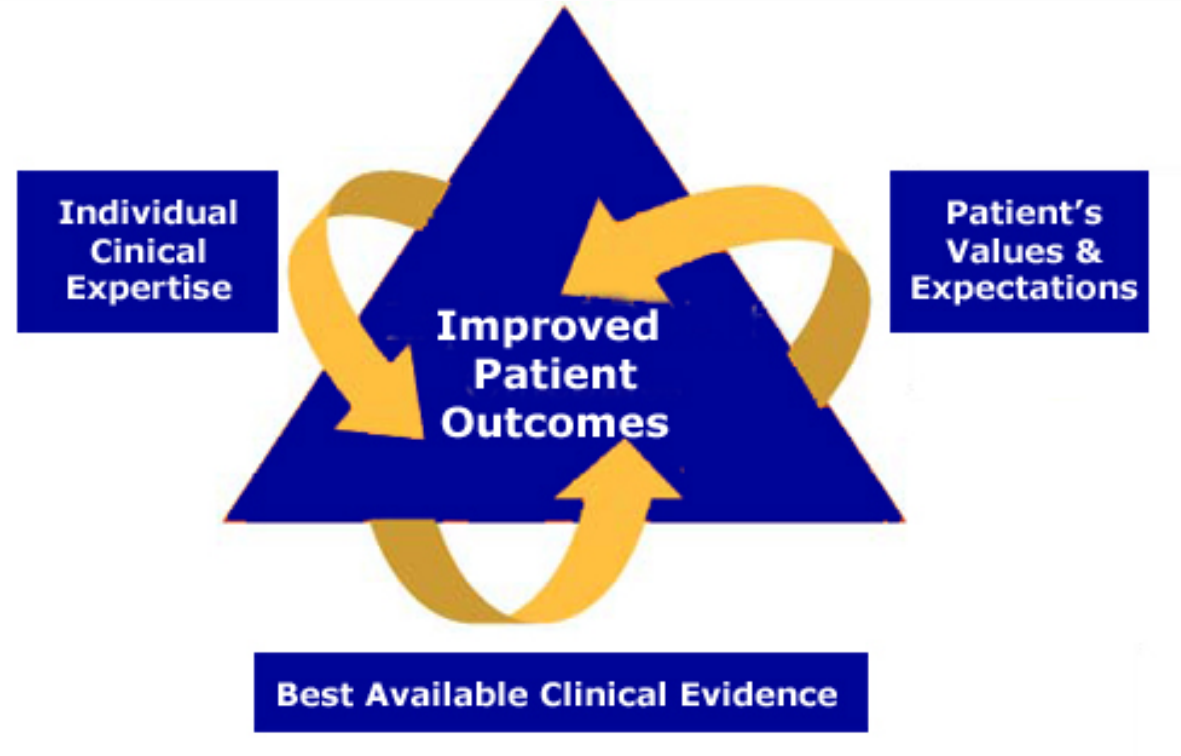 Individual
Cinical
Expertise
Patient's
Values &
Expectations
Improved
Patient
Outcomes
Best Available Clinical Evidence